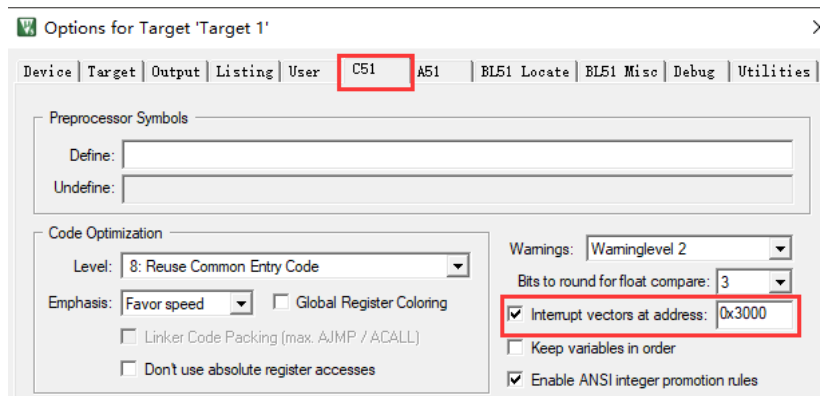 Options for Target 'Target 1'
Device Target Output Listing User C51 A51 BL51 Locate BL51 Misc Debug Utilities
Preprocessor Symbols
Define:
Undefine:
Code Optimization
Level: 8: Reuse Common Entry Code
Emphasis: Favor speed Global Register Coloring
Linker Code Packing (max. AJMP / ACALL)
Don't use absolute register accesses
Warnings: Warninglevel 2
Bits to round for float compare: 3
Interrupt vectors at address: 0x3000
Keep variables in order
Enable ANSI integer promotion rules